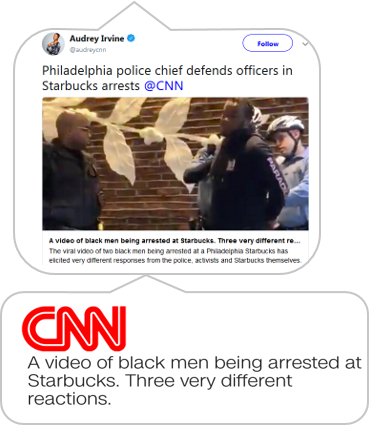 Audrey Irvine
@audreycnn
Follow
Philadelphia police chief defends officers in
Starbucks arrests @CNN
A video of black men being arrested at Starbucks. Three very different re...
The viral video of two black men being arrested at a Philadelphia Starbucks has
elicited very different responses from the police, activists and Starbucks themselves.
CNN
A video of black men being arrested at
Starbucks. Three very different
reactions.